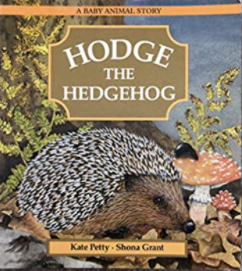 A BABY ANIMAL STORY
HODGE
THE
HEDGEHOG
Kate Petty · Shona Grant